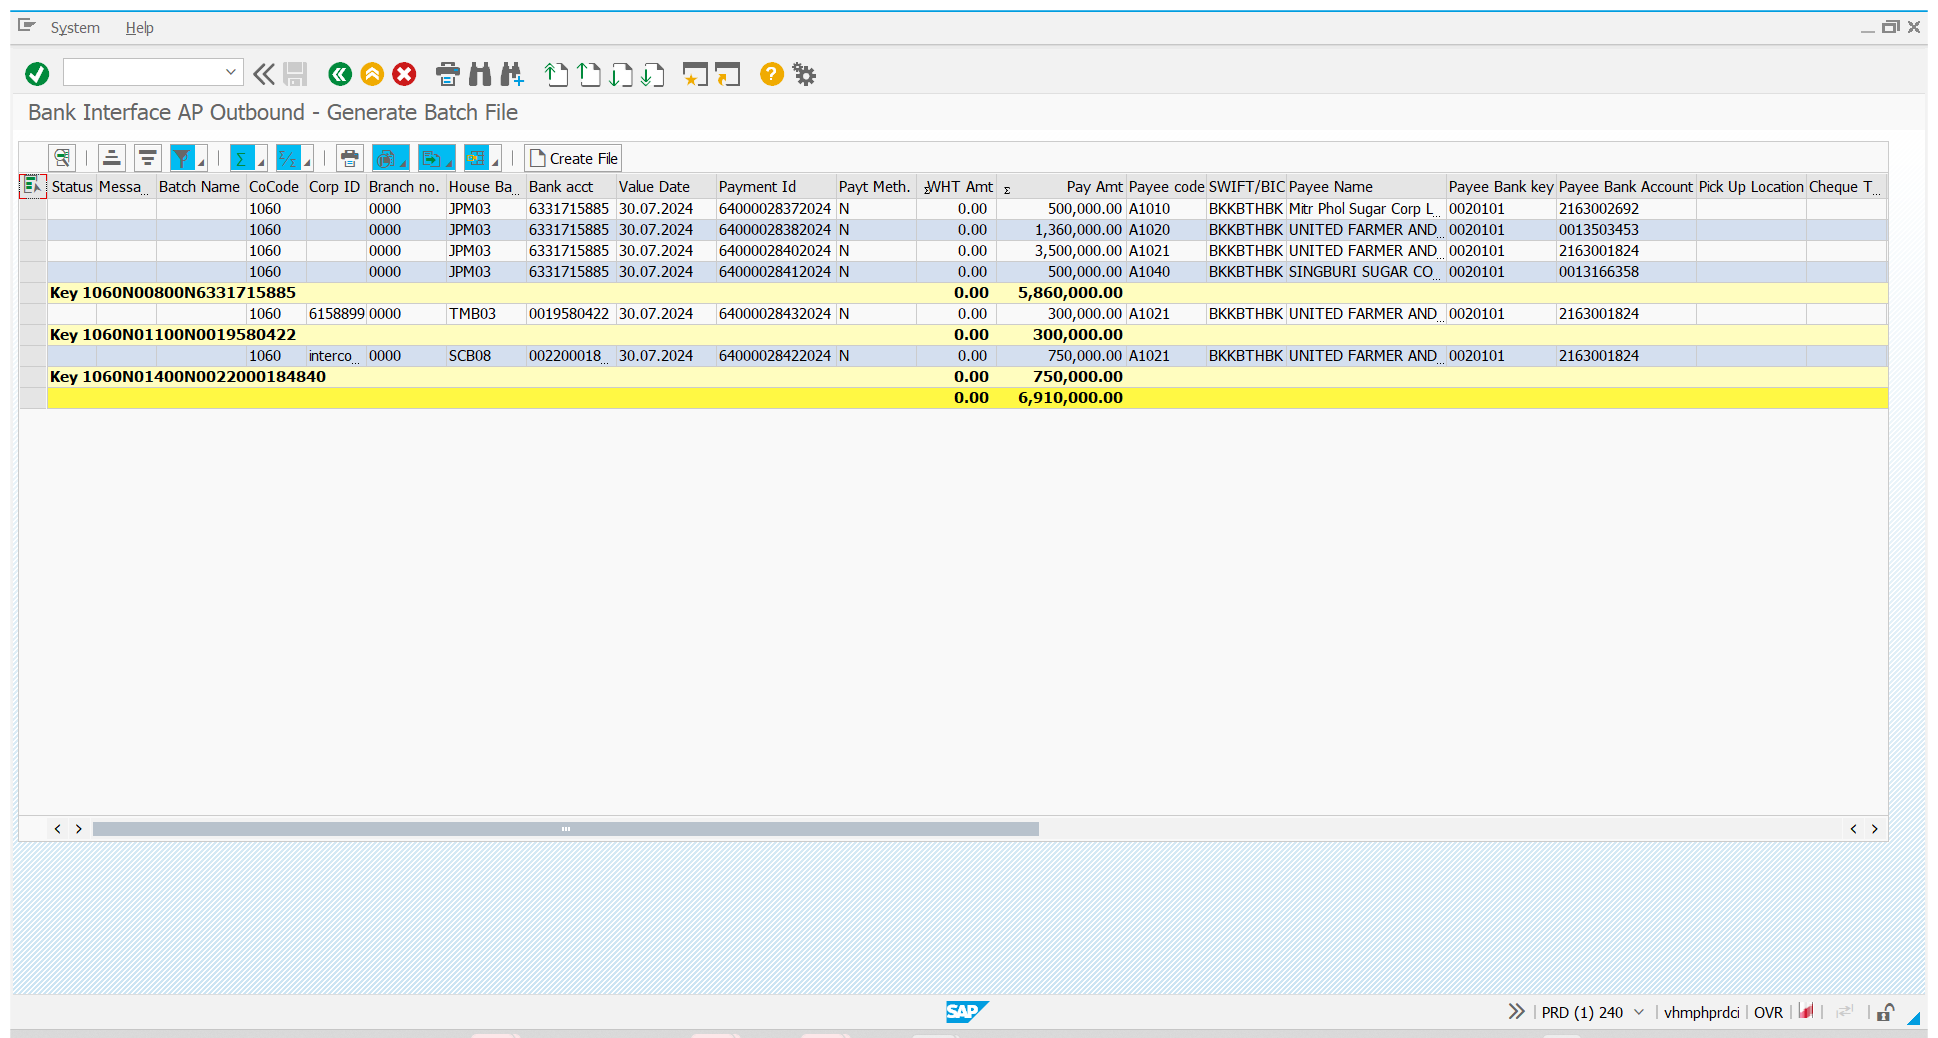 System Help
Bank Interface AP Outbound - Generate Batch File
Create File
Status Messa... Batch Name CoCode Corp ID Branch no. House Ba... Bank acct Value Date Payment Id Payt Meth. ΣWHT Amt Σ Pay Amt Payee code SWIFT/BIC Payee Name Payee Bank key Payee Bank Account Pick Up Location Cheque T...
1060 0000 JPM03 6331715885 30.07.2024 64000028372024 N 0.00 500,000.00 A1010 BKKBTHBK Mitr Phol Sugar Corp L... 0020101 2163002692
1060 0000 JPM03 6331715885 30.07.2024 64000028382024 N 0.00 1,360,000.00 A1020 BKKBTHBK UNITED FARMER AND... 0020101 0013503453
1060 0000 JPM03 6331715885 30.07.2024 64000028402024 N 0.00 3,500,000.00 A1021 BKKBTHBK UNITED FARMER AND... 0020101 2163001824
1060 0000 JPM03 6331715885 30.07.2024 64000028412024 N 0.00 500,000.00 A1040 BKKBTHBK SINGBURI SUGAR CO... 0020101 0013166358
Key 1060N00800N6331715885 0.00 5,860,000.00
1060 6158899 0000 TMB03 0019580422 30.07.2024 64000028432024 N 0.00 300,000.00 A1021 BKKBTHBK UNITED FARMER AND... 0020101 2163001824
Key 1060N01100N0019580422 0.00 300,000.00
1060 interco... 0000 SCB08 002200018... 30.07.2024 64000028422024 N 0.00 750,000.00 A1021 BKKBTHBK UNITED FARMER AND... 0020101 2163001824
Key 1060N01400N0022000184840 0.00 750,000.00
0.00 6,910,000.00
SAP PRD (1) 240 vhmphprdci OVR